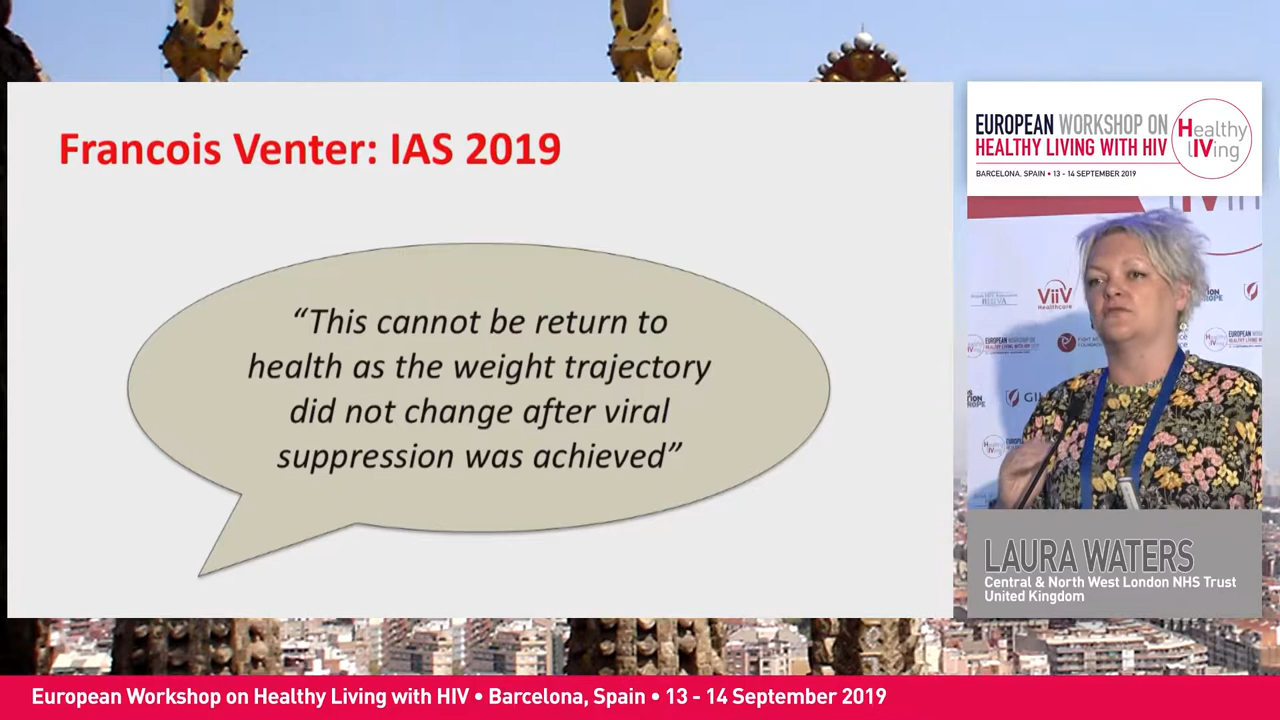 Francois Venter: IAS 2019
“This cannot be return to
health as the weight trajectory
did not change after viral
suppression was achieved”
EUROPEAN WORKSHOP ON
HEALTHY LIVING WITH HIV
Healthy
lIVing
BARCELONA, SPAIN • 13 - 14 SEPTEMBER 2019
ViiV
Healthcare
LAURA WATERS
Central & North West London NHS Trust
United Kingdom
European Workshop on Healthy Living with HIV • Barcelona, Spain • 13 - 14 September 2019